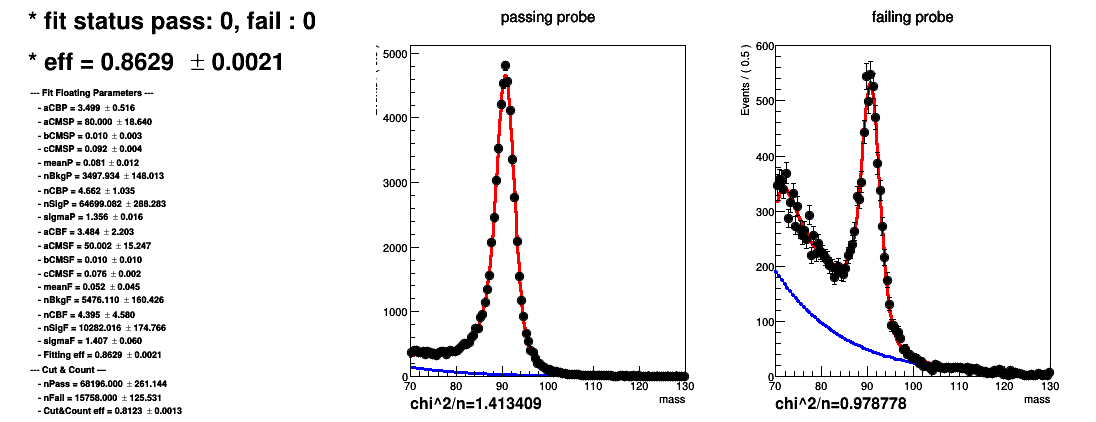 * fit status pass: 0, fail : 0
* eff = 0.8629 ± 0.0021
--- Fit Floating Parameters ---
- aCBP = 3.499 ± 0.516
- aCMSP = 80.000 ± 18.640
- bCMSP = 0.010 ± 0.003
- cCMSP = 0.092 ± 0.004
- meanP = 0.081 ± 0.012
- nBkgP = 3497.934 ± 148.013
- nCBP = 4.662 ± 1.035
- nSigP = 64699.082 ± 288.283
- sigmaP = 1.356 ± 0.016
- aCBF = 3.484 ± 2.203
- aCMSF = 50.002 ± 15.247
- bCMSF = 0.010 ± 0.010
- cCMSF = 0.076 ± 0.002
- meanF = 0.052 ± 0.045
- nBkgF = 5476.110 ± 160.426
- nCBF = 4.395 ± 4.580
- nSigF = 10282.016 ± 174.766
- sigmaF = 1.407 ± 0.060
- Fitting eff = 0.8629 ± 0.0021
--- Cut & Count ---
- nPass = 68196.000 ± 261.144
- nFail = 15758.000 ± 125.531
- Cut&Count eff = 0.8123 ± 0.0013
passing probe
5000
4000
3000
2000
1000
0
70 80 90 100 110 120 130
mass
chi^2/n=1.413409
failing probe
Events / ( 0.5 )
600
500
400
300
200
100
0
70 80 90 100 110 120 130
mass
chi^2/n=0.978778